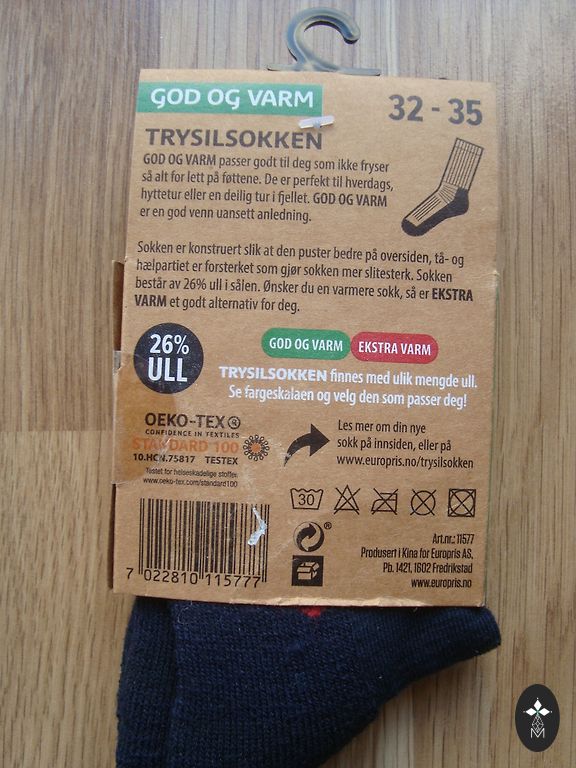 GOD OG VARM
32 - 35
TRYSILSOKKEN
GOD OG VARM passer godt til deg som ikke fryser
så alt for lett på føttene. De er perfekt til hverdags,
hyttetur eller en deilig tur i fjellet. GOD OG VARM
er en god venn uansett anledning.
Sokken er konstruert slik at den puster bedre på oversiden, tå- og
hælpartiet er forsterket som gjør sokken mer slitesterk. Sokken
består av 26% ull i sålen. Ønsker du en varmere sokk, så er EKSTRA
VARM et godt alternativ for deg.
26%
ULL
GOD OG VARM
EKSTRA VARM
TRYSILSOKKEN finnes med ulik mengde ull.
Se fargeskalaen og velg den som passer deg!
OEKO-TEX®
CONFIDENCE IN TEXTILES
STANDARD 100
10.HCN.75817 TESTEX
Testet for helseskadelige stoffer.
www.oeko-tex.com/standard100
Les mer om din nye
sokk på innsiden, eller på
www.europris.no/trysilsokken
30
Art.nr.: 11577
Produsert i Kina for Europris AS,
Pb. 1421, 1602 Fredrikstad
www.europris.no
7 022810 115777
M